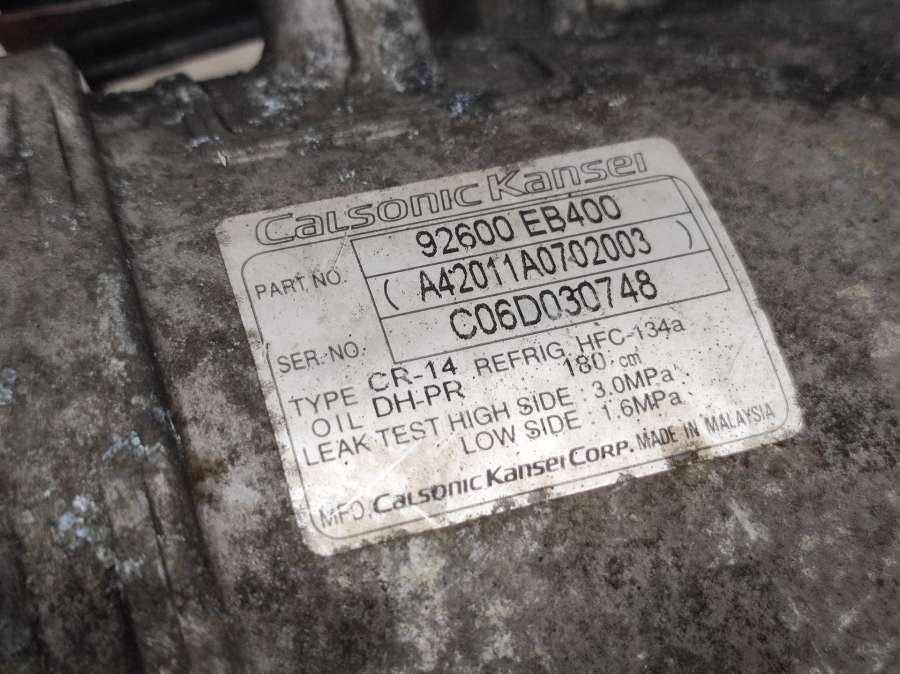 Calsonic Kansei
PART. NO. 92600 EB400
( A42011A0702003 )
SER. NO. C06D030748
TYPE CR-14 REFRIG. HFC-134a
OIL DH-PR 180 cm³
LEAK TEST HIGH SIDE : 3.0MPa
LOW SIDE : 1.6MPa
MFD. Calsonic Kansei Corp. MADE IN MALAYSIA